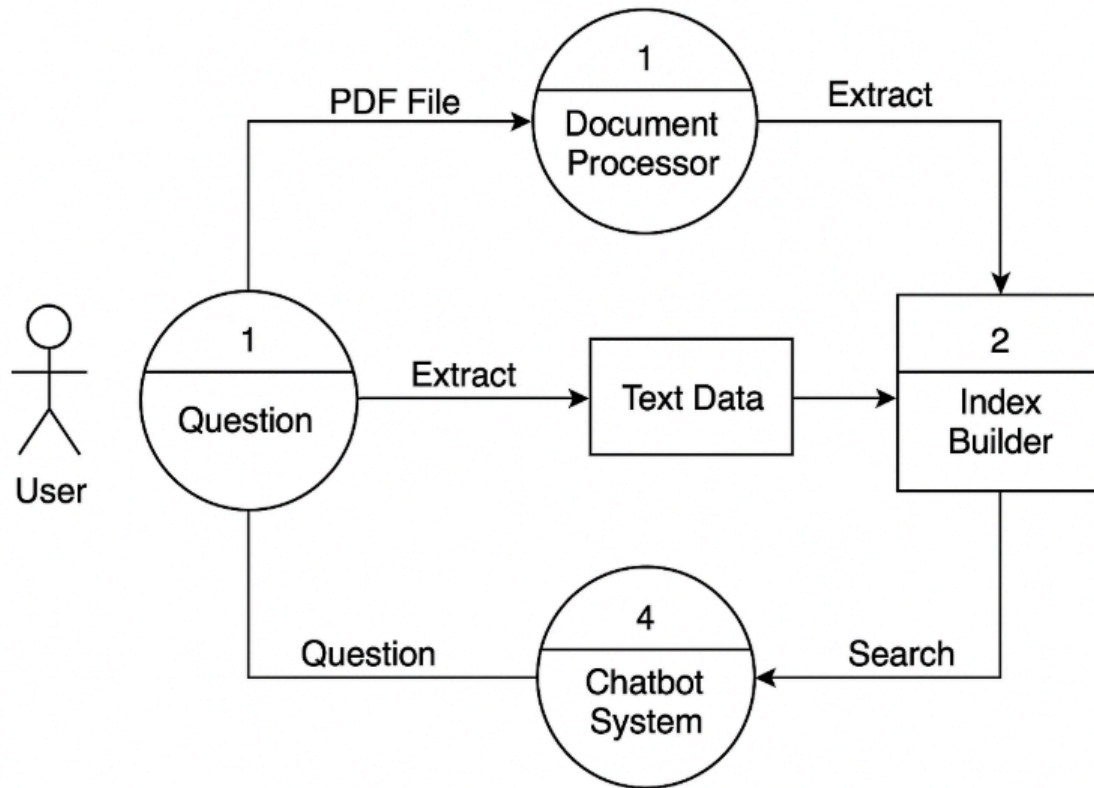 1
Document
Processor
PDF File
Extract
1
Question
User
Extract
Text Data
2
Index
Builder
4
Chatbot
System
Question
Search